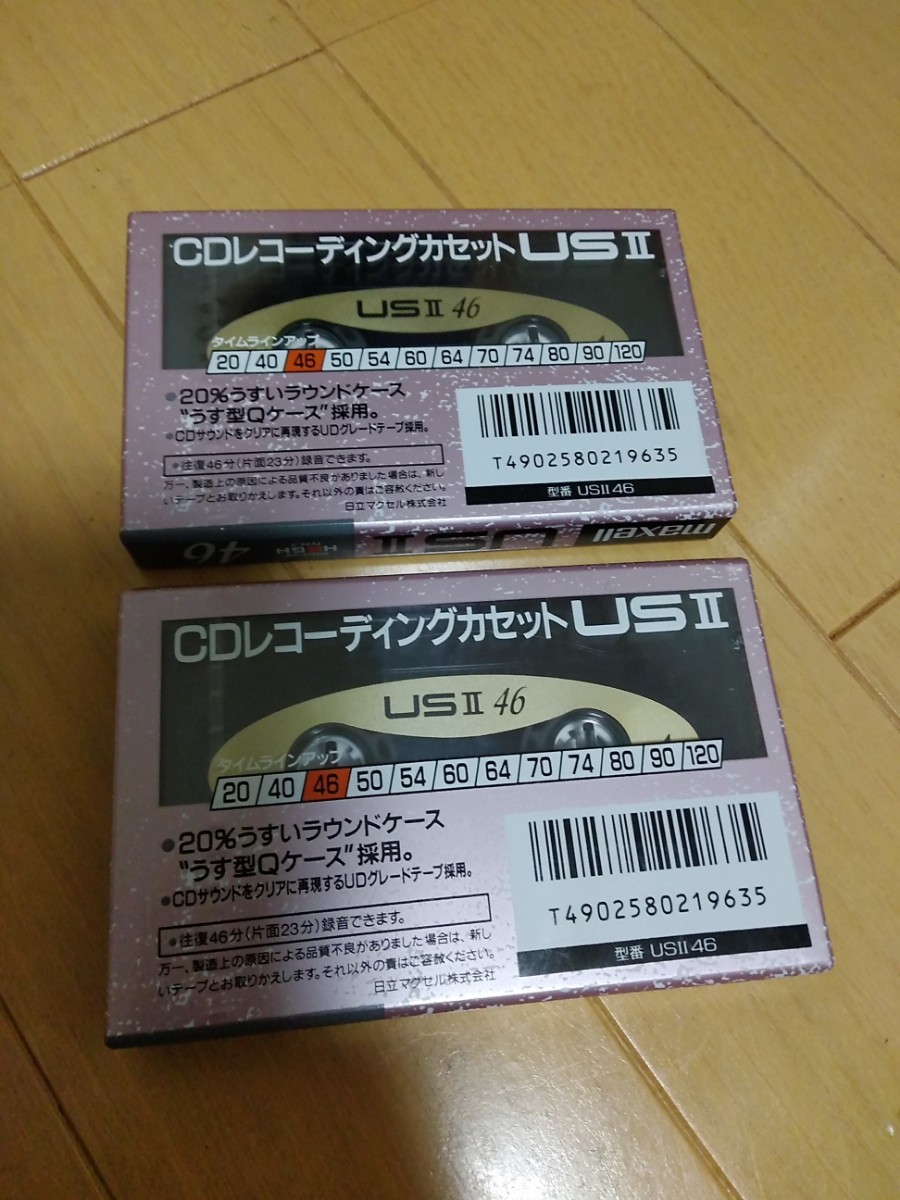 CDレコーディングカセット USⅡ
USⅡ 46
タイムラインアップ
20 40 46 50 54 60 64 70 74 80 90 120
●20%うすいラウンドケース
“うす型Qケース”採用。
●CDサウンドをクリアに再現するUDグレードテープ採用。
●往復46分(片面23分)録音できます。
万一、製造上の原因による品質不良がありました場合は、新し
いテープとお取りかえします。それ以外の責はご容赦ください。
日立マクセル株式会社
T4902580219635
型番 USⅡ46
maxell USⅡ HIGH 46
CDレコーディングカセット USⅡ
USⅡ 46
タイムラインアップ
20 40 46 50 54 60 64 70 74 80 90 120
●20%うすいラウンドケース
“うす型Qケース”採用。
●CDサウンドをクリアに再現するUDグレードテープ採用。
●往復46分(片面23分)録音できます。
万一、製造上の原因による品質不良がありました場合は、新し
いテープとお取りかえします。それ以外の責はご容赦ください。
日立マクセル株式会社
T4902580219635
型番 USⅡ46